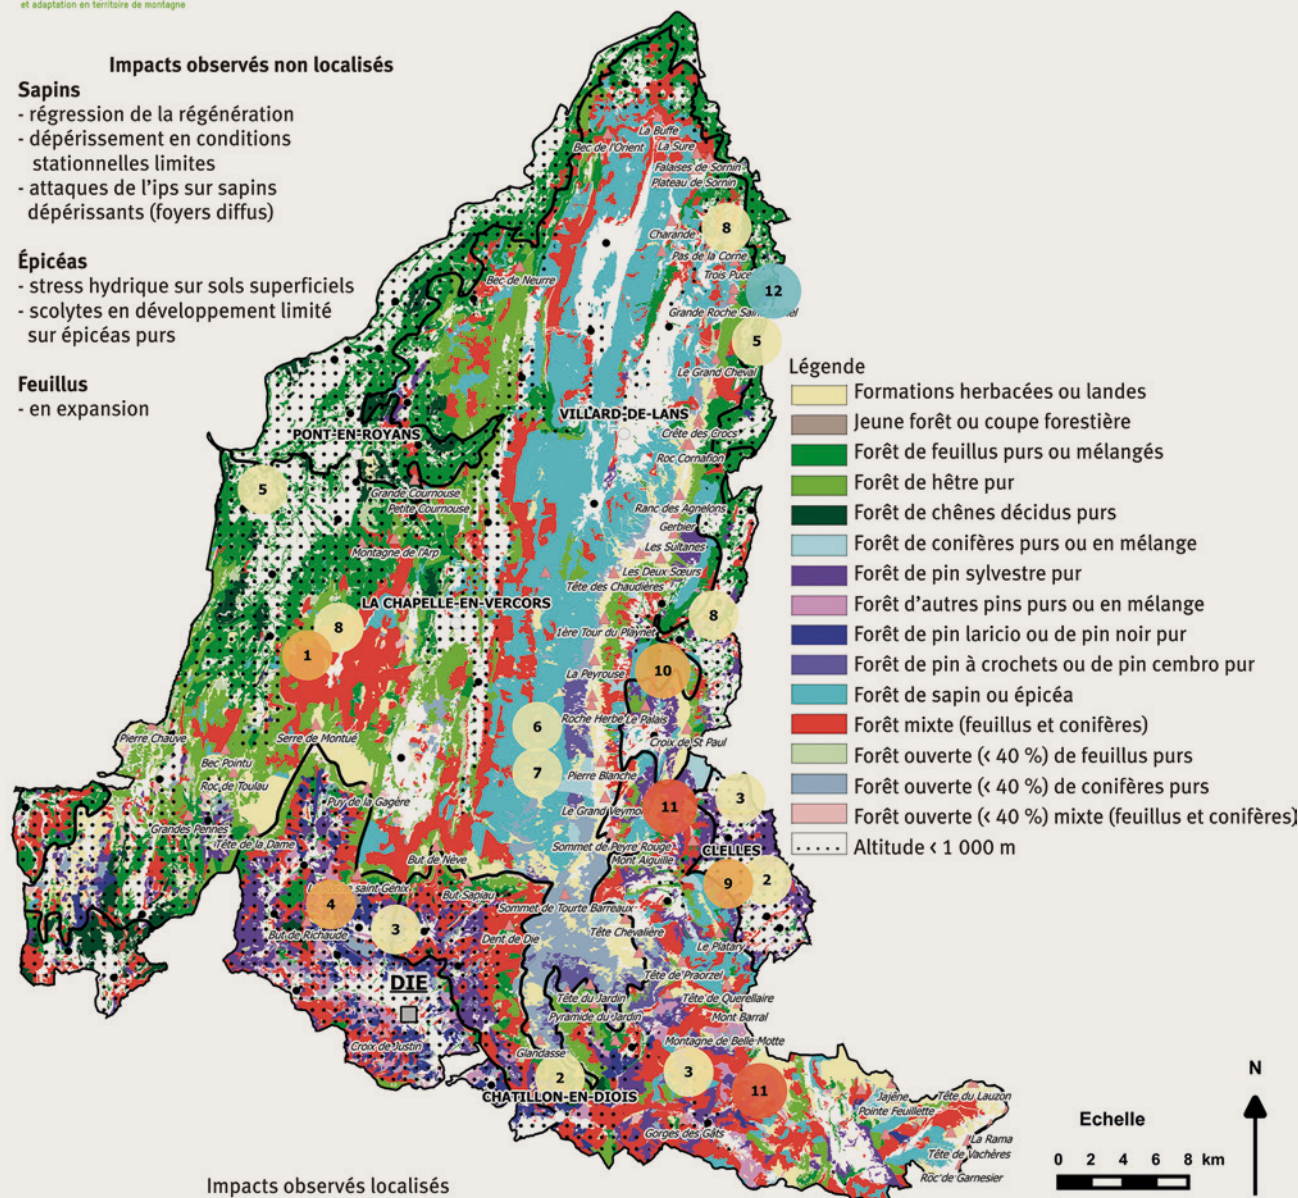 et adaptation en territoire de montagne
Impacts observés non localisés
Sapins
- régression de la régénération
- dépérissement en conditions
stationnelles limites
- attaques de l'ips sur sapins
dépérissants (foyers diffus)
Épicéas
- stress hydrique sur sols superficiels
- scolytes en développement limité
sur épicéas purs
Feuillus
- en expansion
La Buffe
Bec de l'Orient
La Sure
Falaises de Sornin
Plateau de Sornin
8
Charande
Pas de la Corne
Bec de Neurre
Trois Puce
12
Grande Roche Sain
5
Le Grand Cheval
VILLARD-DE-LANS
PONT-EN-ROYANS
Crête des Crocs
Roc Cornafion
5
Grande Cournouse
Petite Cournouse
Ranc des Agnelons
Gerbier
Montagne de l'Arp
Les Sultanes
Les Deux Sœurs
Tête des Chaudières
LA CHAPELLE-EN-VERCORS
8
8
1ère Tour du Playnet
1
10
La Peyrouse
6
Roche Herbe
Le Palais
Pierre Chauve
Serre de Montué
Croix de St Paul
Bec Pointu
7
Pierre Blanche
Roc de Toulau
Puy de la Gagère
3
Le Grand Veymo
11
Grandes Pennes
Tête de la Dame
Sommet de Peyre Rouge
CLELLES
But de Nève
Mont Aiguille
9
2
saint Génix
But Sapiau
4
Sommet de Tourte Barreaux
But de Richaude
3
Dent de Die
Tête Chevalière
Le Platary
DIE
Tête de Praorzel
Tête du Jardin
Tête de Querellaire
Pyramide du Jardin
Mont Barral
Croix de Justin
Montagne de Belle Motte
Glandasse
2
3
11
CHATILLON-EN-DIOIS
Jajène
Tête du Lauzon
Pointe Feuillette
Gorges des Gâts
La Rama
Tête de Vachères
Roc de Garnesier
Légende
Formations herbacées ou landes
Jeune forêt ou coupe forestière
Forêt de feuillus purs ou mélangés
Forêt de hêtre pur
Forêt de chênes décidus purs
Forêt de conifères purs ou en mélange
Forêt de pin sylvestre pur
Forêt d'autres pins purs ou en mélange
Forêt de pin laricio ou de pin noir pur
Forêt de pin à crochets ou de pin cembro pur
Forêt de sapin ou épicéa
Forêt mixte (feuillus et conifères)
Forêt ouverte (< 40 %) de feuillus purs
Forêt ouverte (< 40 %) de conifères purs
Forêt ouverte (< 40 %) mixte (feuillus et conifères)
Altitude < 1 000 m
N
Echelle
0 2 4 6 8 km
Impacts observés localisés